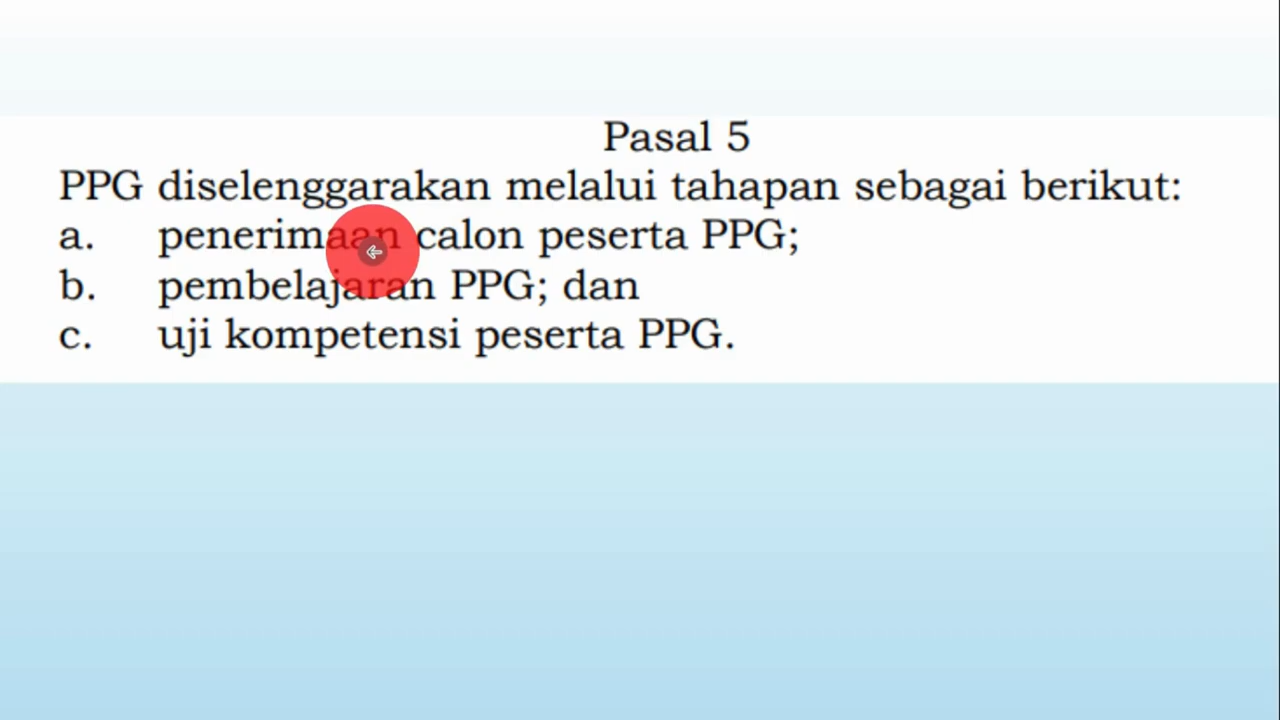 Pasal 5
PPG diselenggarakan melalui tahapan sebagai berikut:
a. penerimaan calon peserta PPG;
b. pembelajaran PPG; dan
c. uji kompetensi peserta PPG.